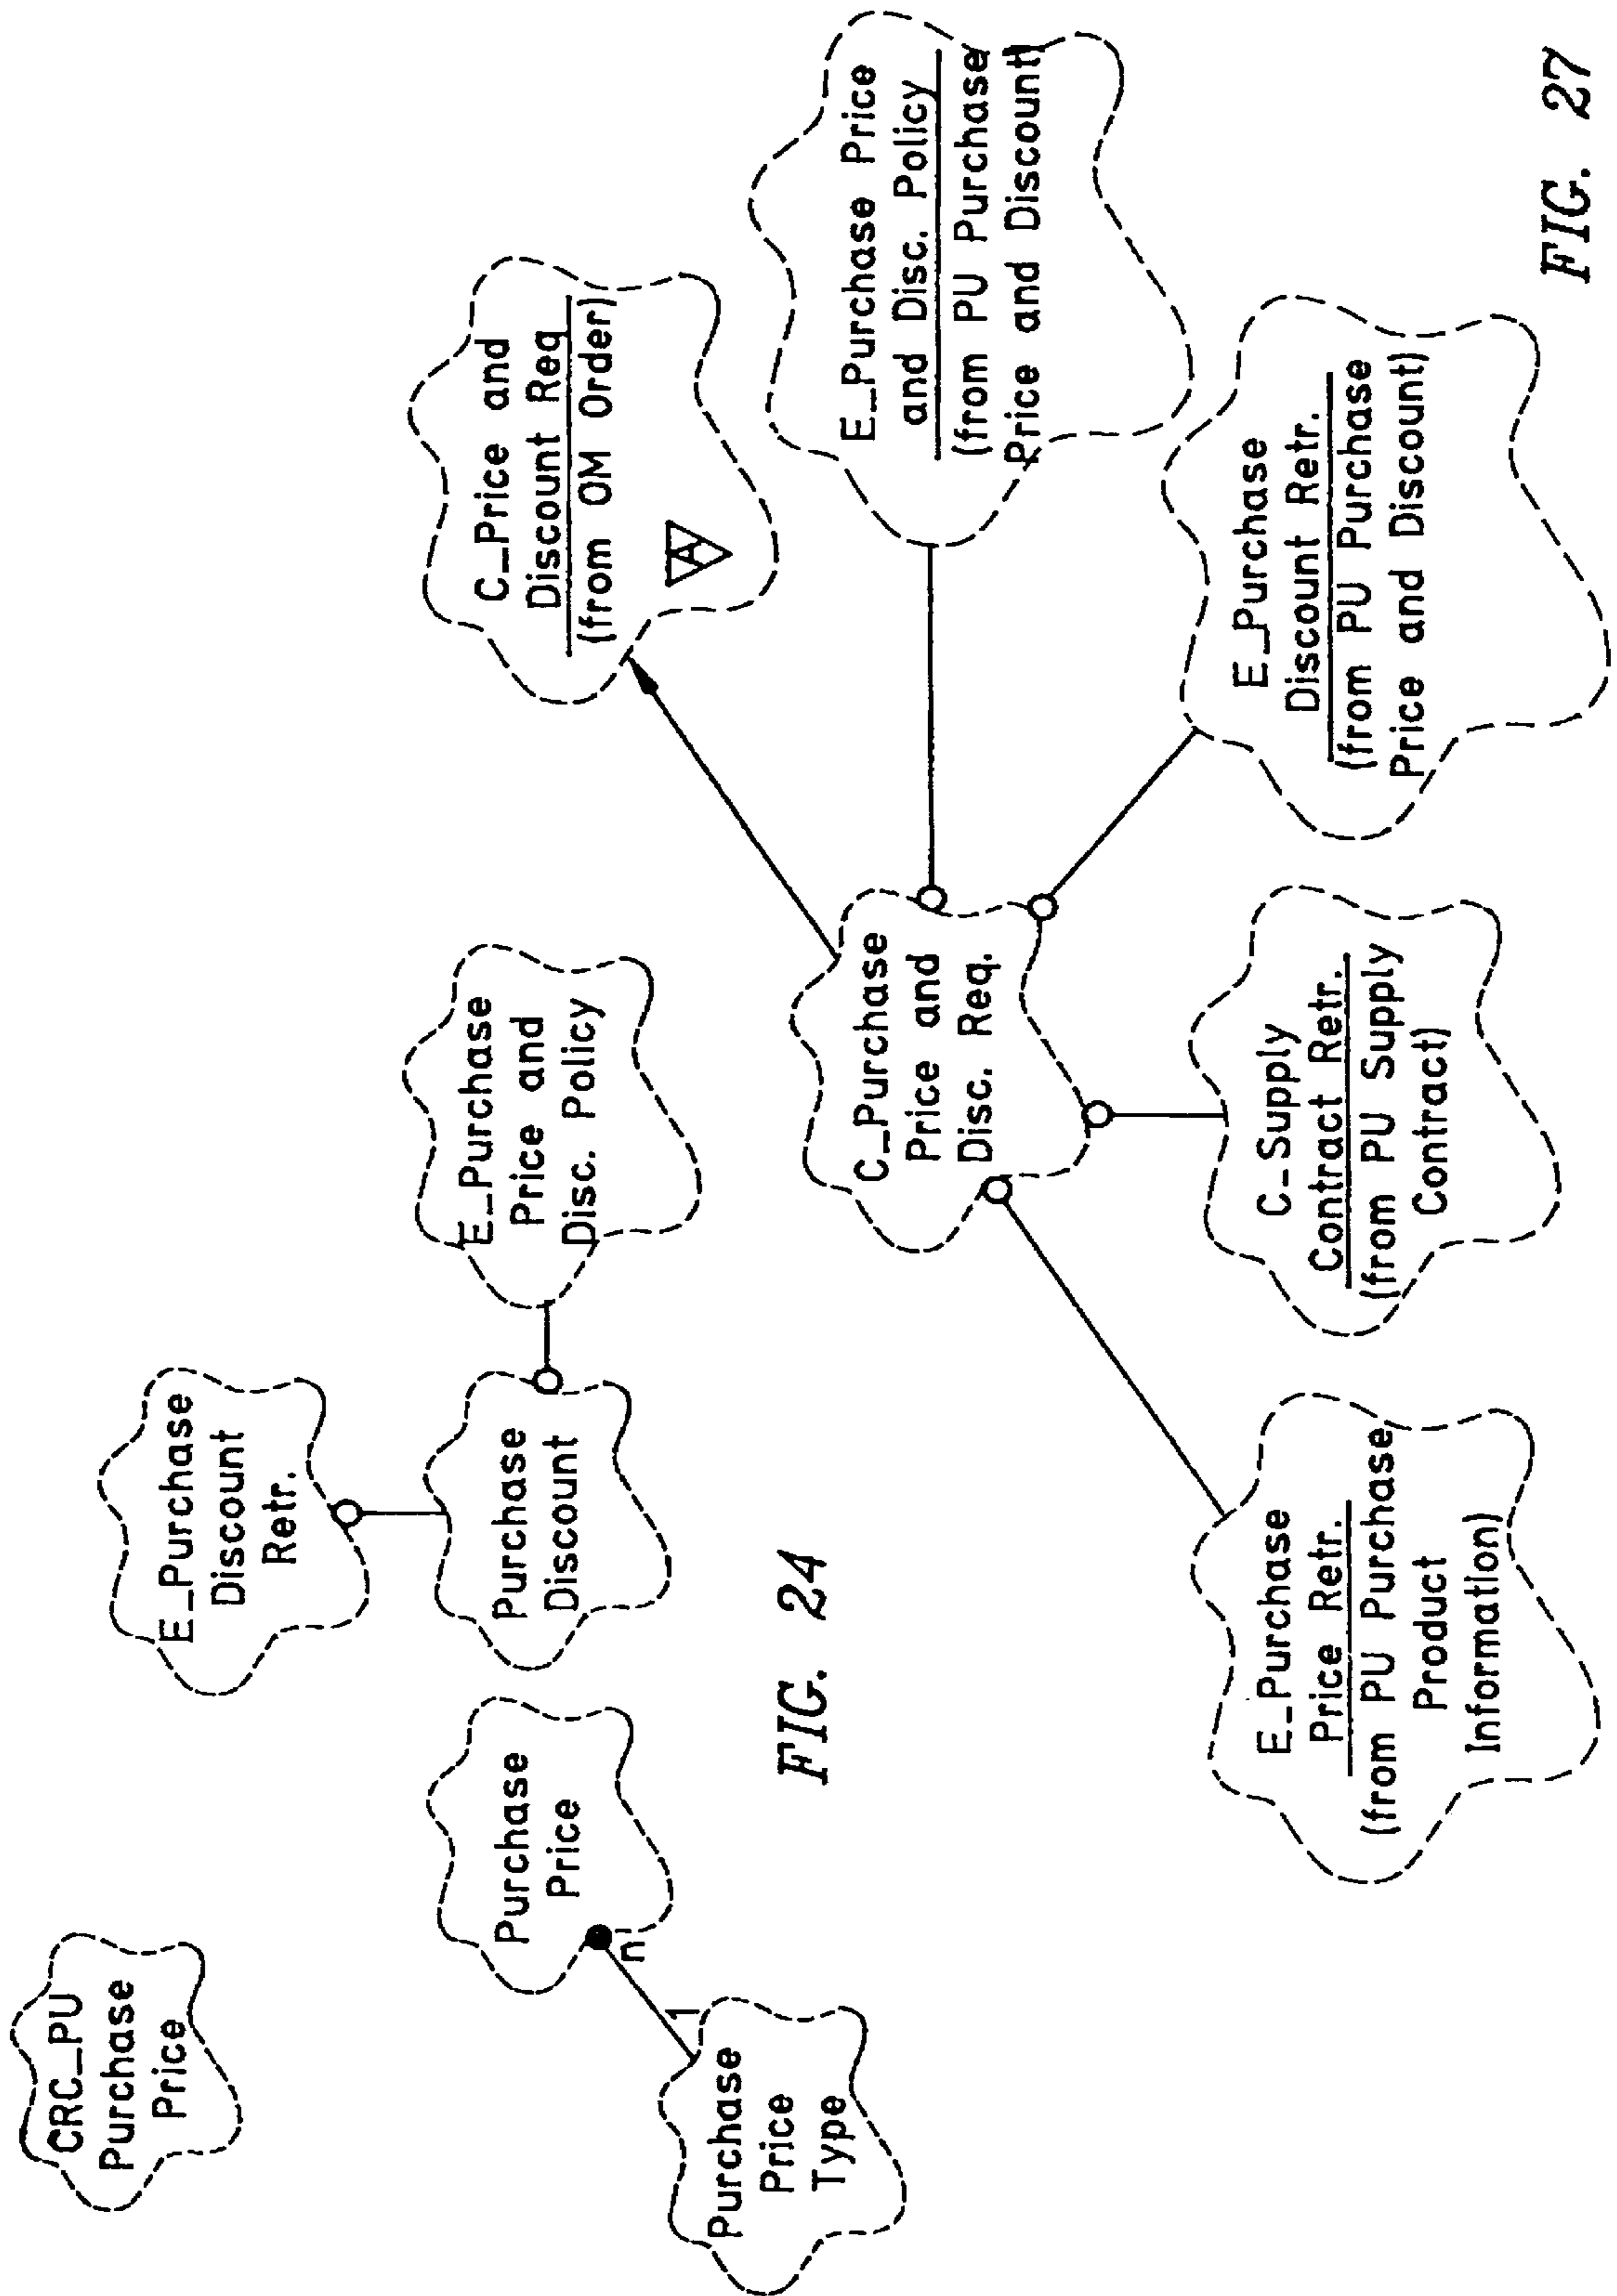 CRC_PU
Purchase
Price
E_Purchase
Discount
Retr.
Purchase
Price
Type
1
n
Purchase
Price
Purchase
Discount
E_Purchase
Price and
Disc. Policy
FIG. 24
C_Price and
Discount Req
(from OM Order)
A
C_Purchase
Price and
Disc. Req.
E_Purchase Price
and Disc. Policy
(from PU Purchase
Price and Discount)
E_Purchase
Price Retr.
(from PU Purchase
Product
Information)
C_Supply
Contract Retr.
(from PU Supply
Contract)
E_Purchase
Discount Retr.
(from PU Purchase
Price and Discount)
FIG. 27